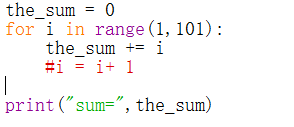 the_sum = 0
for i in range(1,101):
    the_sum += i
    #i = i+ 1
print("sum=",the_sum)